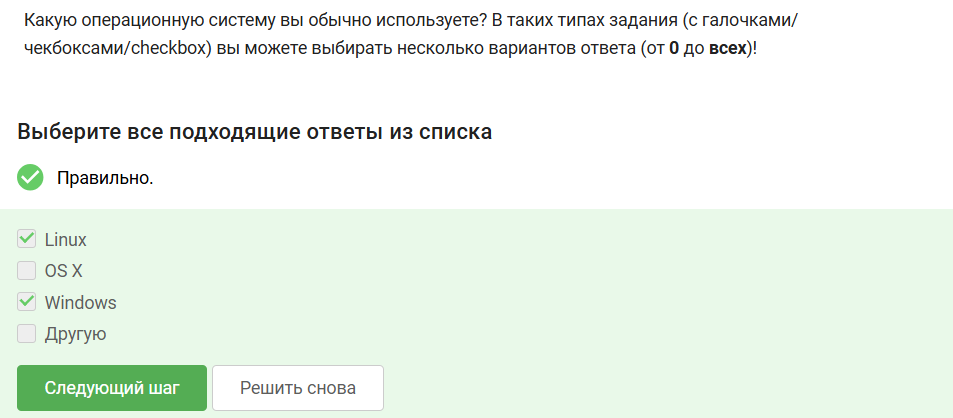 Какую операционную систему вы обычно используете? В таких типах задания (с галочками/
чекбоксами/checkbox) вы можете выбирать несколько вариантов ответа (от 0 до всех)!
Выберите все подходящие ответы из списка
Правильно.
Linux
OS X
Windows
Другую
Следующий шаг
Решить снова